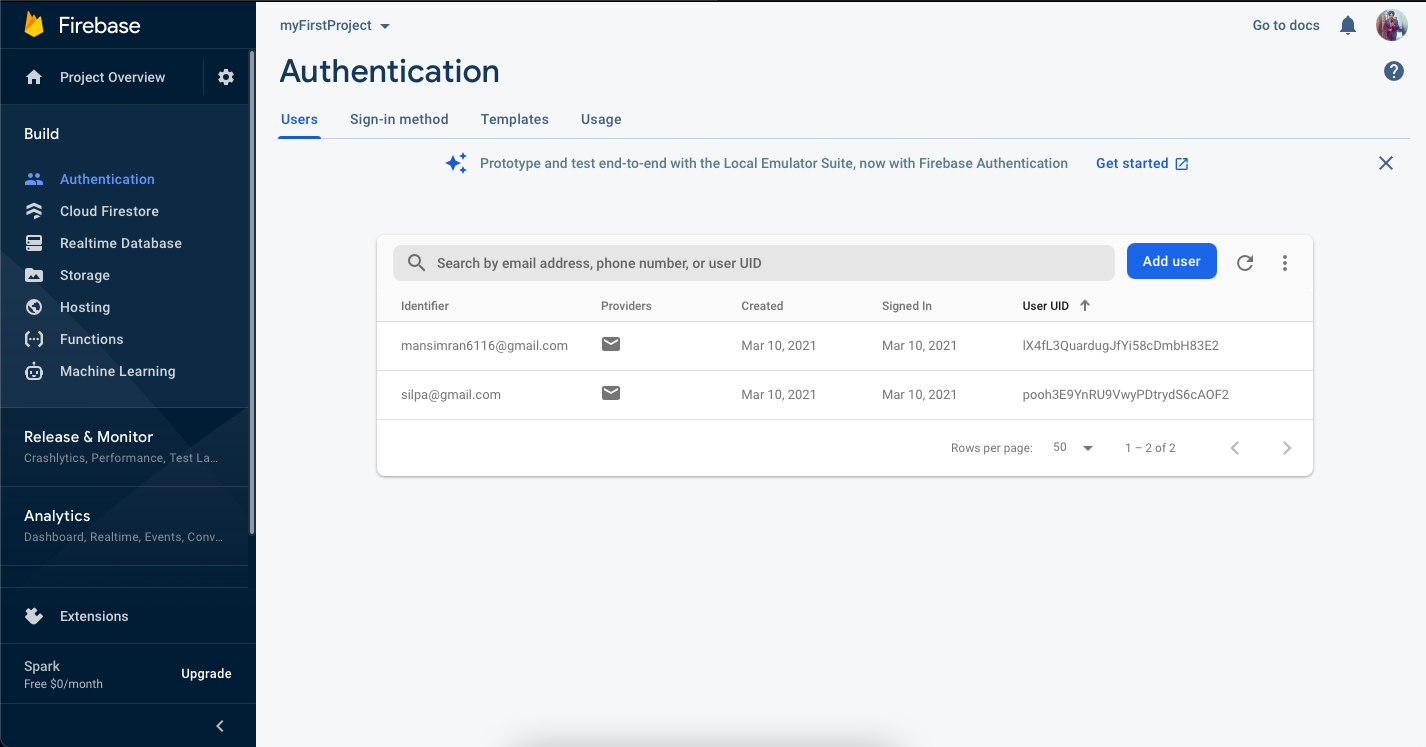 Firebase
Project Overview
Build
Authentication
Cloud Firestore
Realtime Database
Storage
Hosting
Functions
Machine Learning
Release & Monitor
Crashlytics, Performance, Test La...
Analytics
Dashboard, Realtime, Events, Conv...
Extensions
Spark
Free $0/month
Upgrade
myFirstProject
Go to docs
Authentication
Users Sign-in method Templates Usage
Prototype and test end-to-end with the Local Emulator Suite, now with Firebase Authentication Get started
Search by email address, phone number, or user UID Add user
Identifier Providers Created Signed In User UID
mansimran6116@gmail.com Mar 10, 2021 Mar 10, 2021 lX4fL3QuardugJfYi58cDmbH83E2
silpa@gmail.com Mar 10, 2021 Mar 10, 2021 pooh3E9YnRU9VwyPDtrydS6cAOF2
Rows per page: 50 1 – 2 of 2